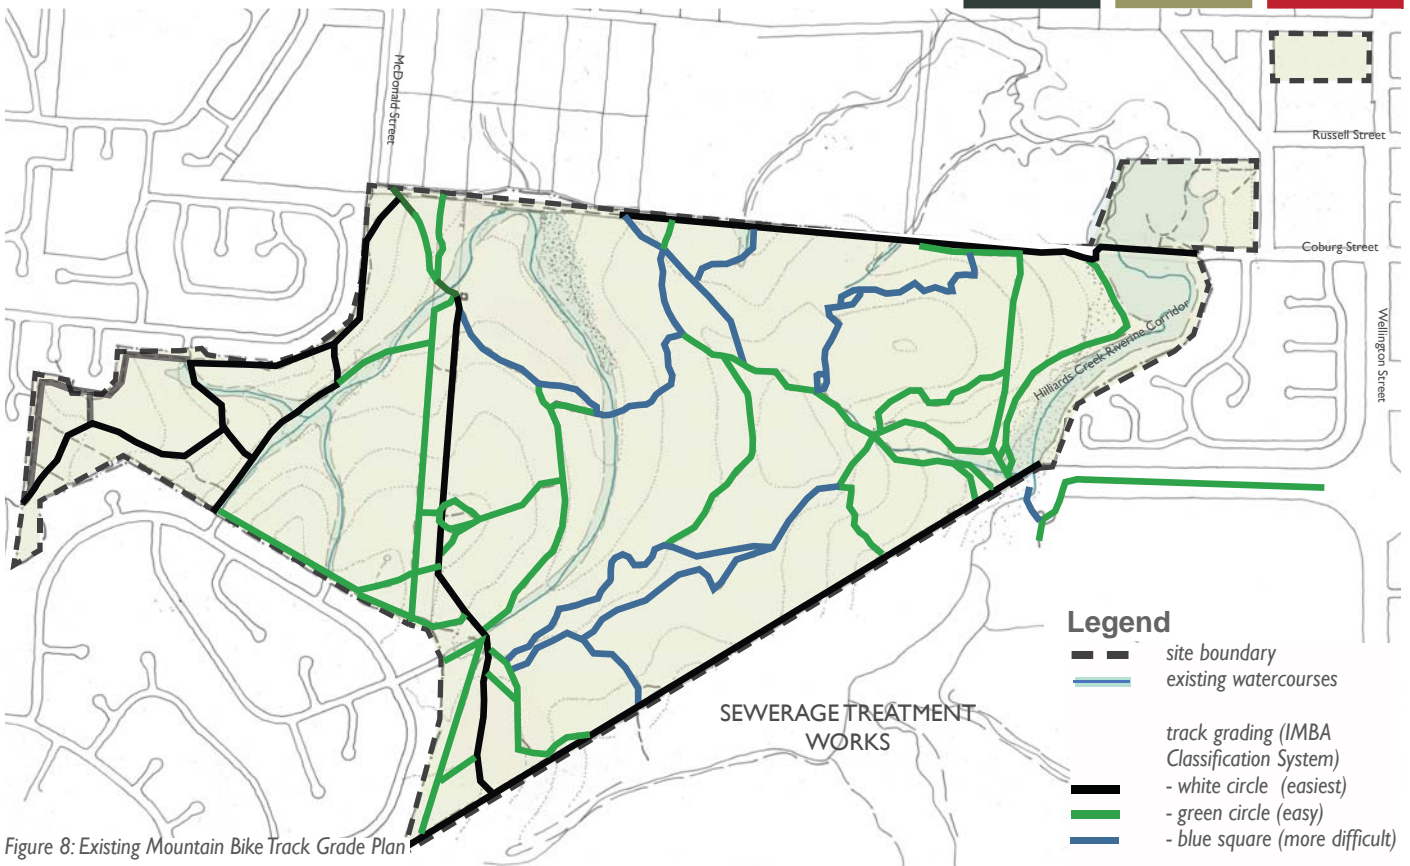 McDonald Street
Russell Street
Coburg Street
Wellington Street
Hilliards Creek Riverine Corridor
SEWERAGE TREATMENT
WORKS
Legend
site boundary
existing watercourses
track grading (IMBA
Classification System)
- white circle (easiest)
- green circle (easy)
- blue square (more difficult)
Figure 8: Existing Mountain Bike Track Grade Plan